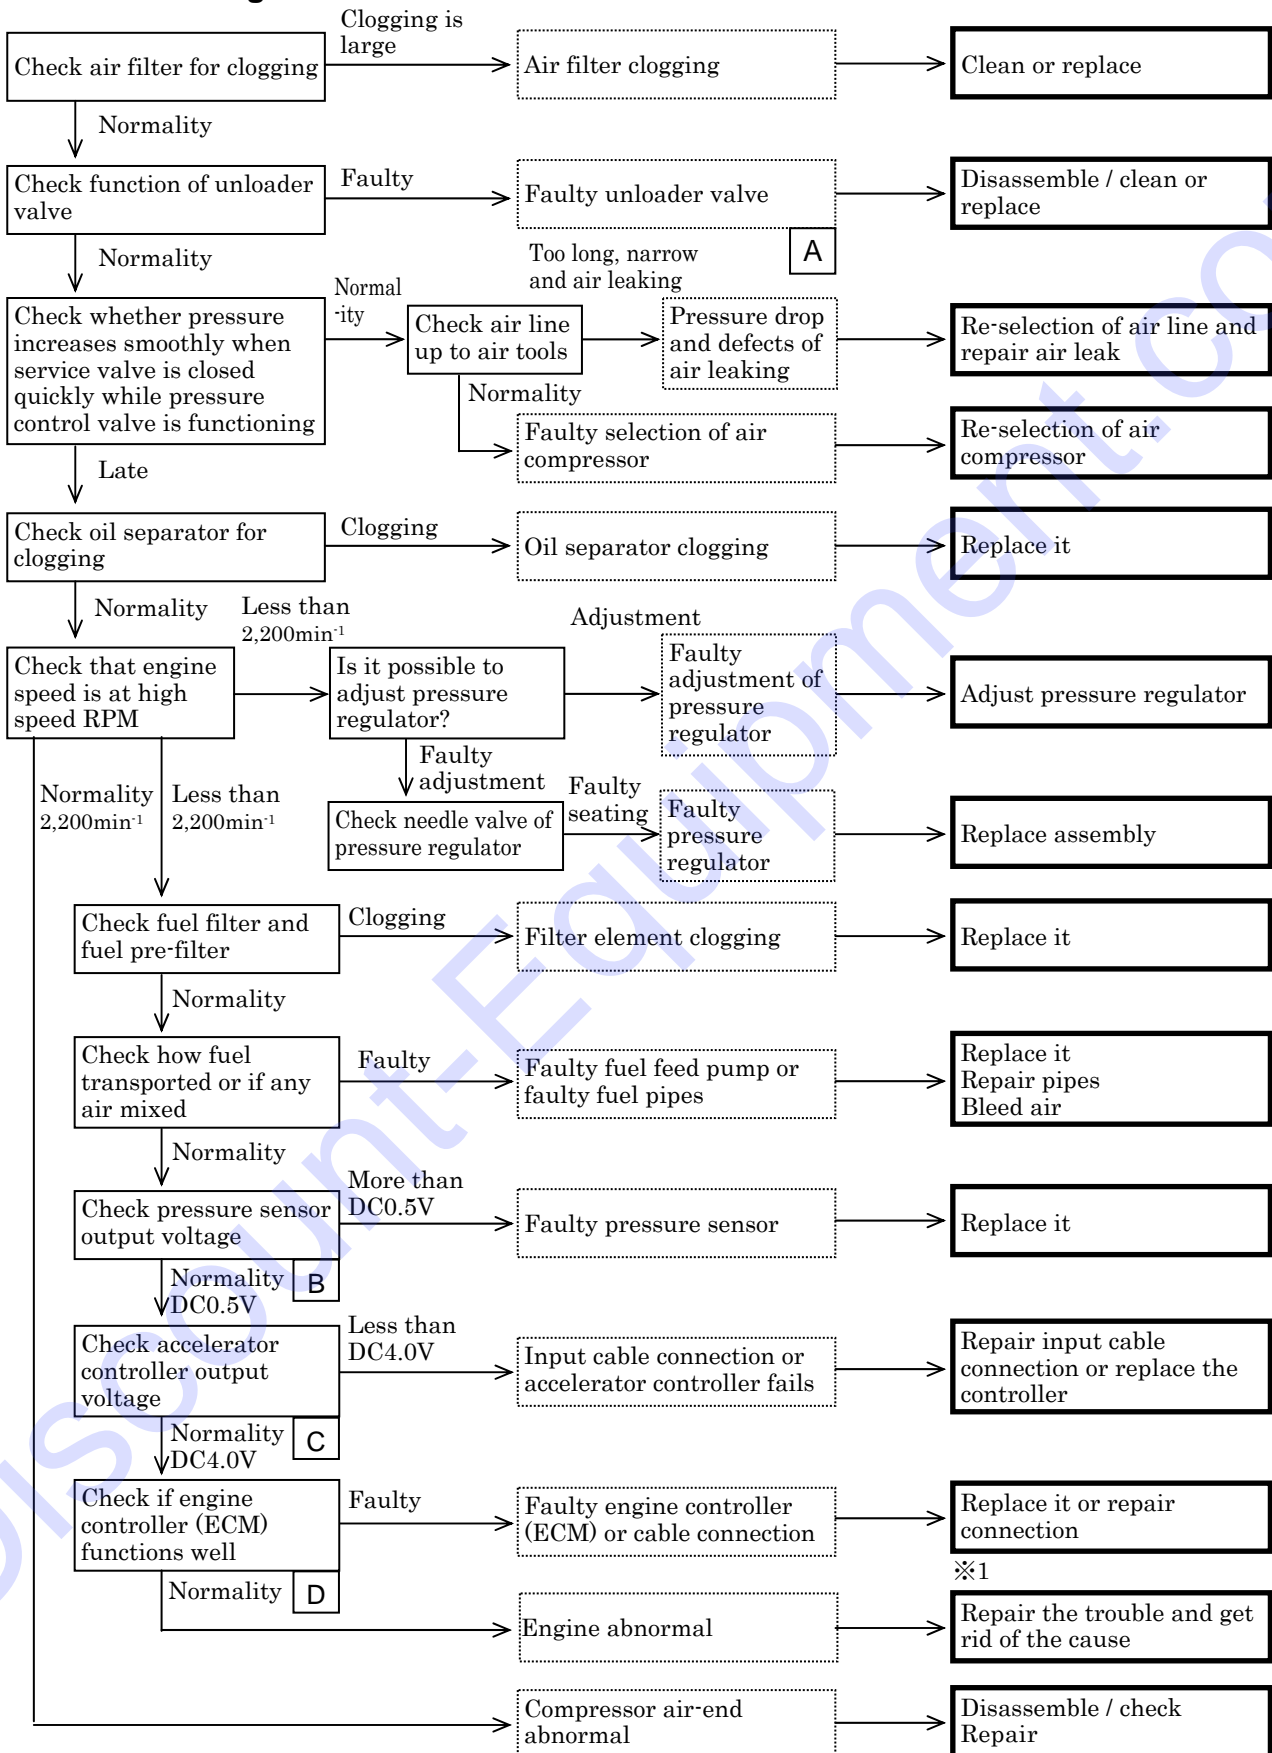 Clogging is
large
Check air filter for clogging
Air filter clogging
Clean or replace
Normality
Check function of unloader
valve
Faulty
Faulty unloader valve
Disassemble / clean or
replace
A
Normality
Too long, narrow
and air leaking
Check whether pressure
increases smoothly when
service valve is closed
quickly while pressure
control valve is functioning
Normal
-ity
Check air line
up to air tools
Pressure drop
and defects of
air leaking
Re-selection of air line and
repair air leak
Normality
Faulty selection of air
compressor
Re-selection of air
compressor
Late
Check oil separator for
clogging
Clogging
Oil separator clogging
Replace it
Normality
Less than
2,200min-1
Adjustment
Check that engine
speed is at high
speed RPM
Is it possible to
adjust pressure
regulator?
Faulty
adjustment of
pressure
regulator
Adjust pressure regulator
Faulty
adjustment
Normality
2,200min-1
Less than
2,200min-1
Check needle valve of
pressure regulator
Faulty
seating
Faulty
pressure
regulator
Replace assembly
Check fuel filter and
fuel pre-filter
Clogging
Filter element clogging
Replace it
Normality
Check how fuel
transported or if any
air mixed
Faulty
Faulty fuel feed pump or
faulty fuel pipes
Replace it
Repair pipes
Bleed air
Normality
Check pressure sensor
output voltage
More than
DC0.5V
Faulty pressure sensor
Replace it
Normality
DC0.5V
B
Check accelerator
controller output
voltage
Less than
DC4.0V
Input cable connection or
accelerator controller fails
Repair input cable
connection or replace the
controller
Normality
DC4.0V
C
Check if engine
controller (ECM)
functions well
Faulty
Faulty engine controller
(ECM) or cable connection
Replace it or repair
connection
※1
Normality
D
Engine abnormal
Repair the trouble and get
rid of the cause
Compressor air-end
abnormal
Disassemble / check
Repair
Discount-Equipment.co